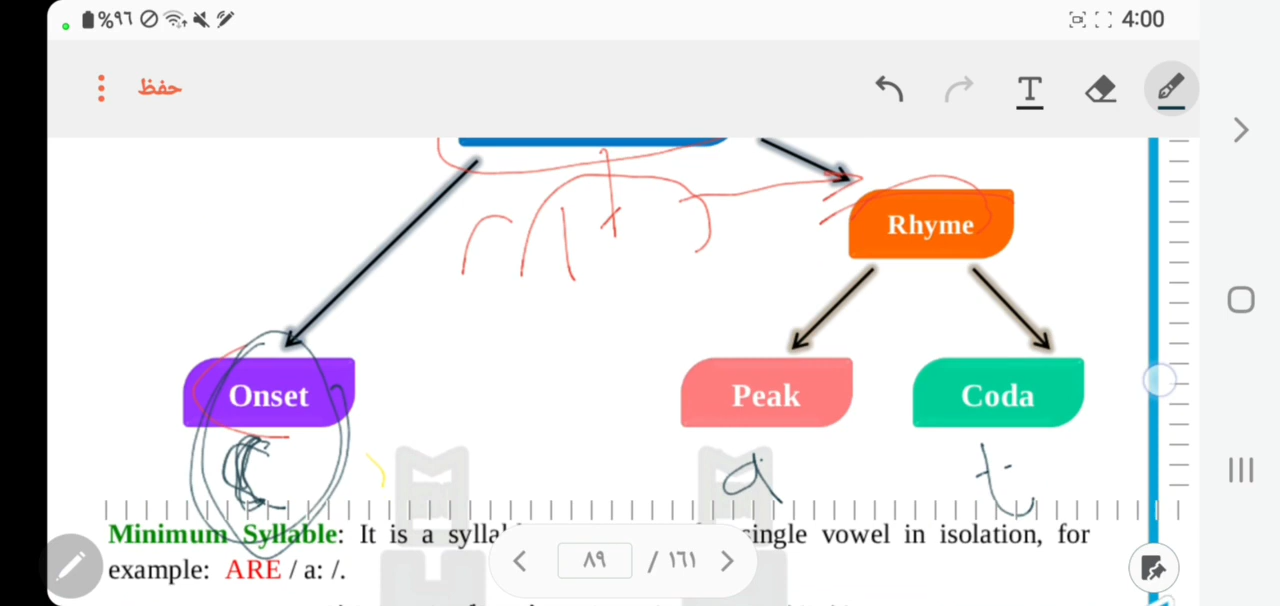 %٩٦ 4:00
حفظ T
Rhyme
Onset Peak Coda
C a t
Minimum Syllable: It is a single vowel in isolation, for
example: ARE / a: /.
٨٩ / ١٦١